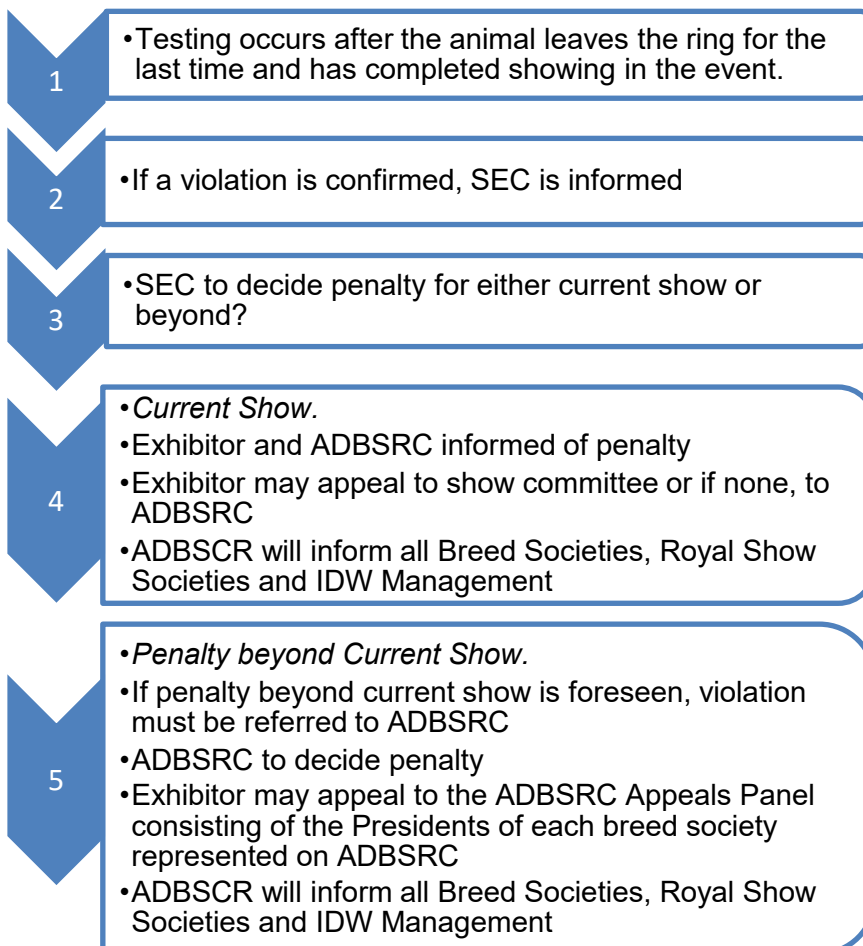 1
•Testing occurs after the animal leaves the ring for the
last time and has completed showing in the event.
2
•If a violation is confirmed, SEC is informed
3
•SEC to decide penalty for either current show or
beyond?
4
•Current Show.
•Exhibitor and ADBSRC informed of penalty
•Exhibitor may appeal to show committee or if none, to
ADBSRC
•ADBSCR will inform all Breed Societies, Royal Show
Societies and IDW Management
5
•Penalty beyond Current Show.
•If penalty beyond current show is foreseen, violation
must be referred to ADBSRC
•ADBSRC to decide penalty
•Exhibitor may appeal to the ADBSRC Appeals Panel
consisting of the Presidents of each breed society
represented on ADBSRC
•ADBSCR will inform all Breed Societies, Royal Show
Societies and IDW Management